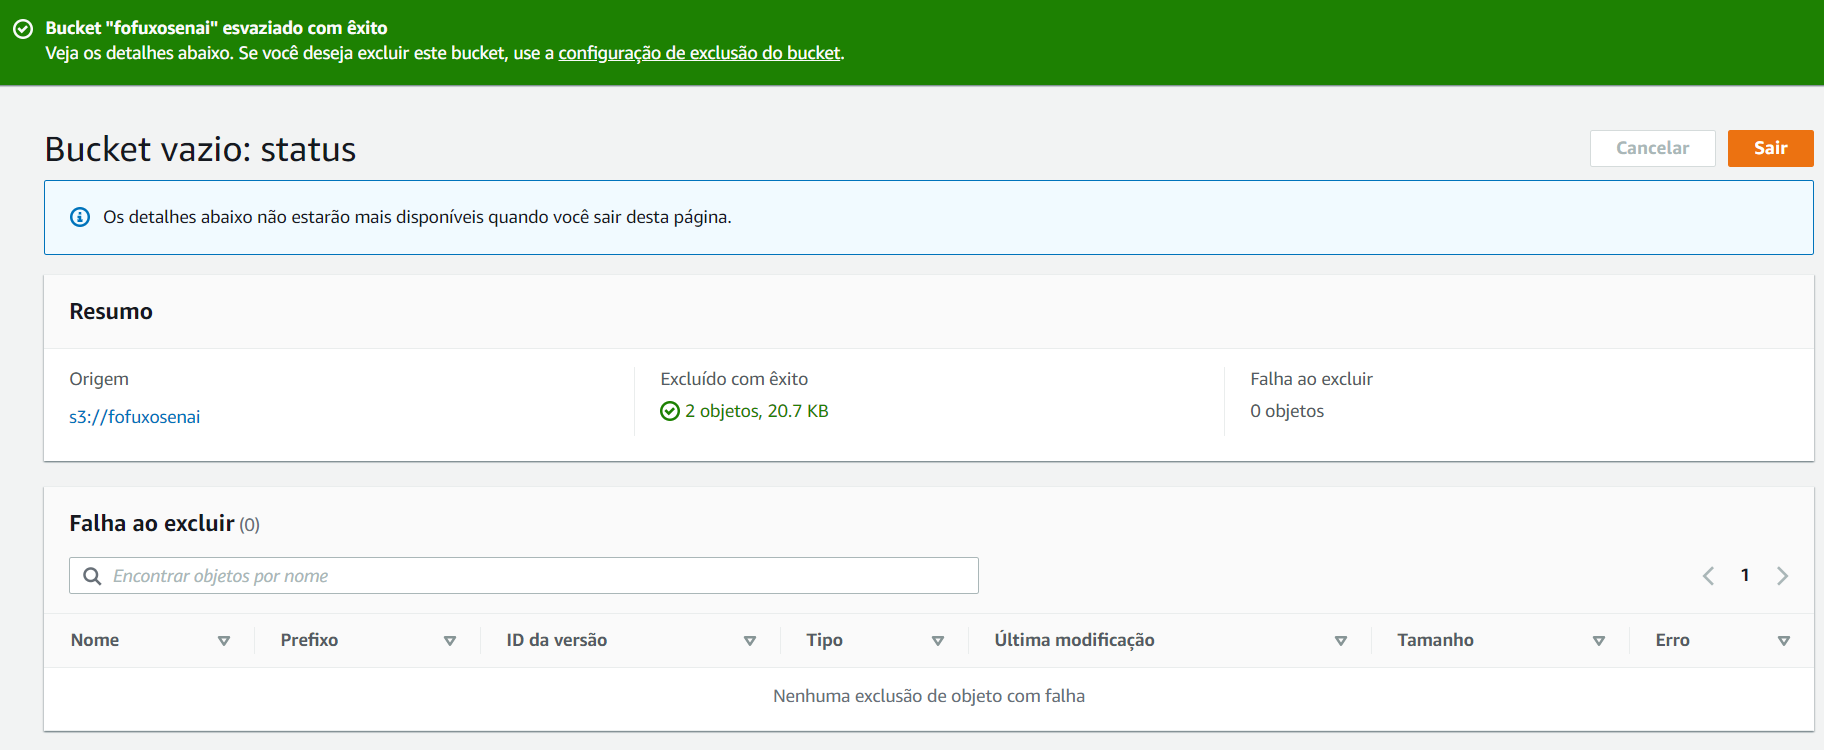 Bucket "fofuxosenai" esvaziado com êxito
Veja os detalhes abaixo. Se você deseja excluir este bucket, use a configuração de exclusão do bucket.
Bucket vazio: status
Cancelar
Sair
Os detalhes abaixo não estarão mais disponíveis quando você sair desta página.
Resumo
Origem
s3://fofuxosenai
Excluído com êxito
2 objetos, 20.7 KB
Falha ao excluir
0 objetos
Falha ao excluir (0)
Encontrar objetos por nome
1
Nome Prefixo ID da versão Tipo Última modificação Tamanho Erro
Nenhuma exclusão de objeto com falha